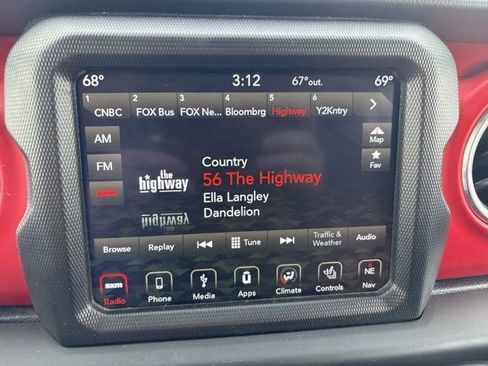 68° 3:12 67°out. 69°
1 2 3 4 5 6
CNBC FOX Bus FOX Ne... Bloombrg Highway Y2Kntry
AM
Map
FM
Fav
the highway
Country
56 The Highway
Ella Langley
Dandelion
Browse Replay Tune Traffic & Weather Audio
Radio Phone Media Apps Climate Controls NE Nav